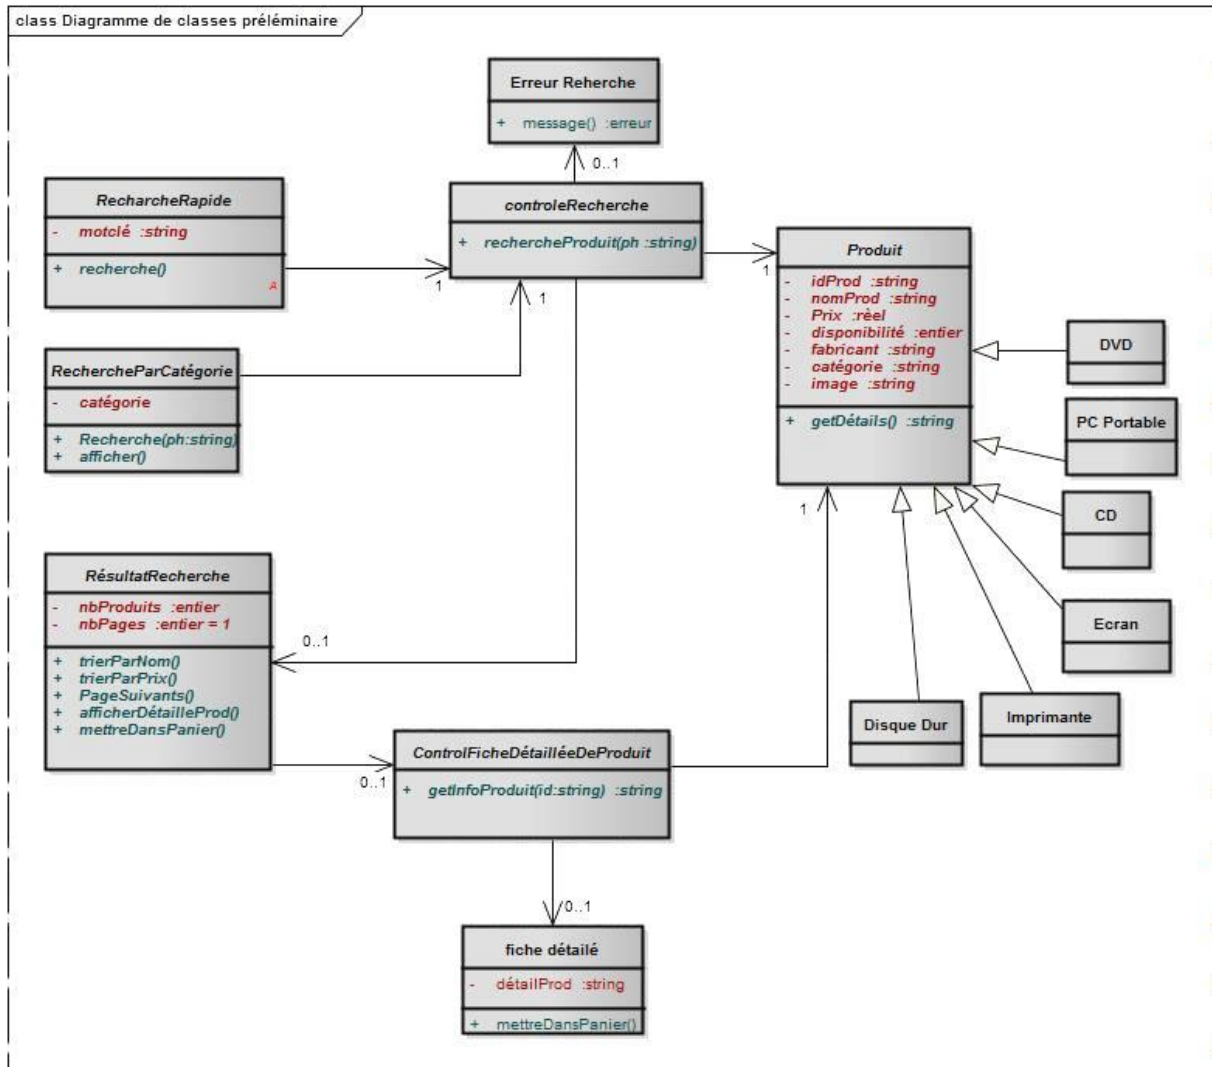 class Diagramme de classes préléminaire
Erreur Reherche
+ message() :erreur
0..1
RecharcheRapide
- motclé :string
+ recherche()
A
1
controleRecherche
+ rechercheProduit(ph :string)
1
1
Produit
- idProd :string
- nomProd :string
- Prix :rèel
- disponibilité :entier
- fabricant :string
- catégorie :string
- image :string
+ getDétails() :string
1
DVD
PC Portable
CD
Ecran
Imprimante
Disque Dur
RechercheParCatégorie
- catégorie
+ Recherche(ph:string)
+ afficher()
RésultatRecherche
- nbProduits :entier
- nbPages :entier = 1
+ trierParNom()
+ trierParPrix()
+ PageSuivants()
+ afficherDétailleProd()
+ mettreDansPanier()
0..1
0..1
ControlFicheDétailléeDeProduit
+ getInfoProduit(id:string) :string
0..1
fiche détailé
- détailProd :string
+ mettreDansPanier()